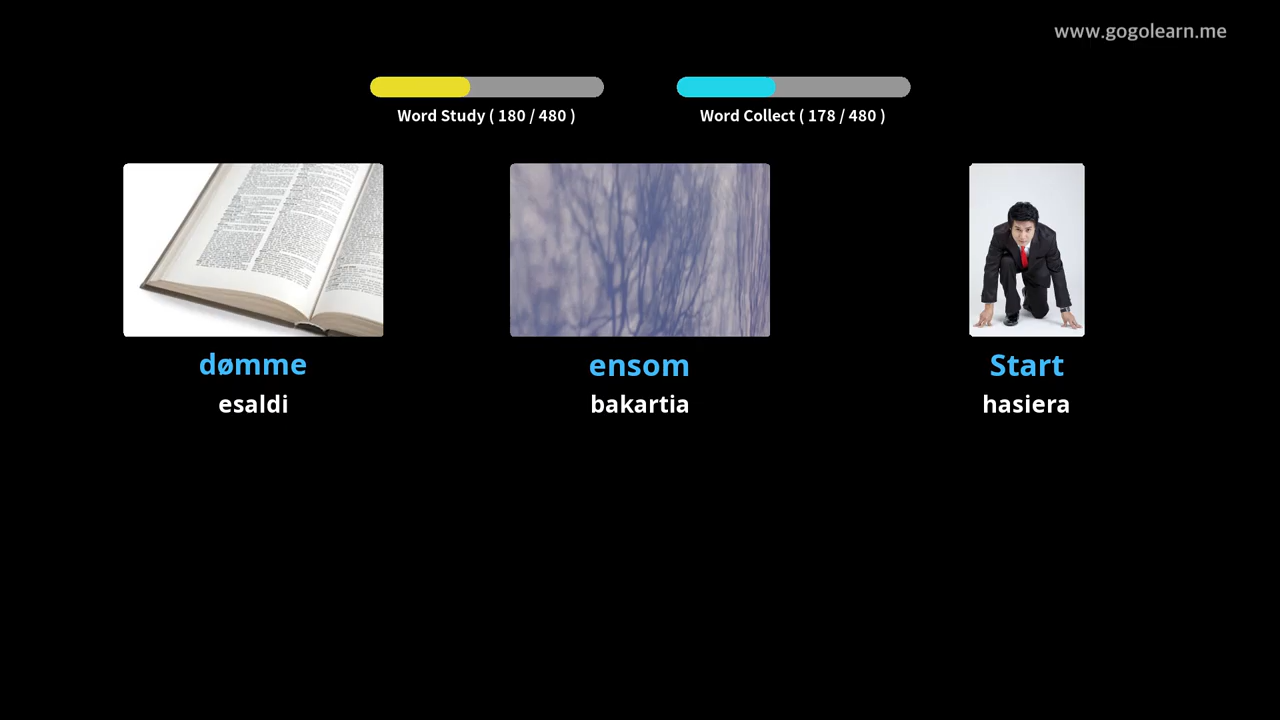 www.gogolearn.me
Word Study ( 180 / 480 )
Word Collect ( 178 / 480 )
dømme
ensom
Start
esaldi
bakartia
hasiera